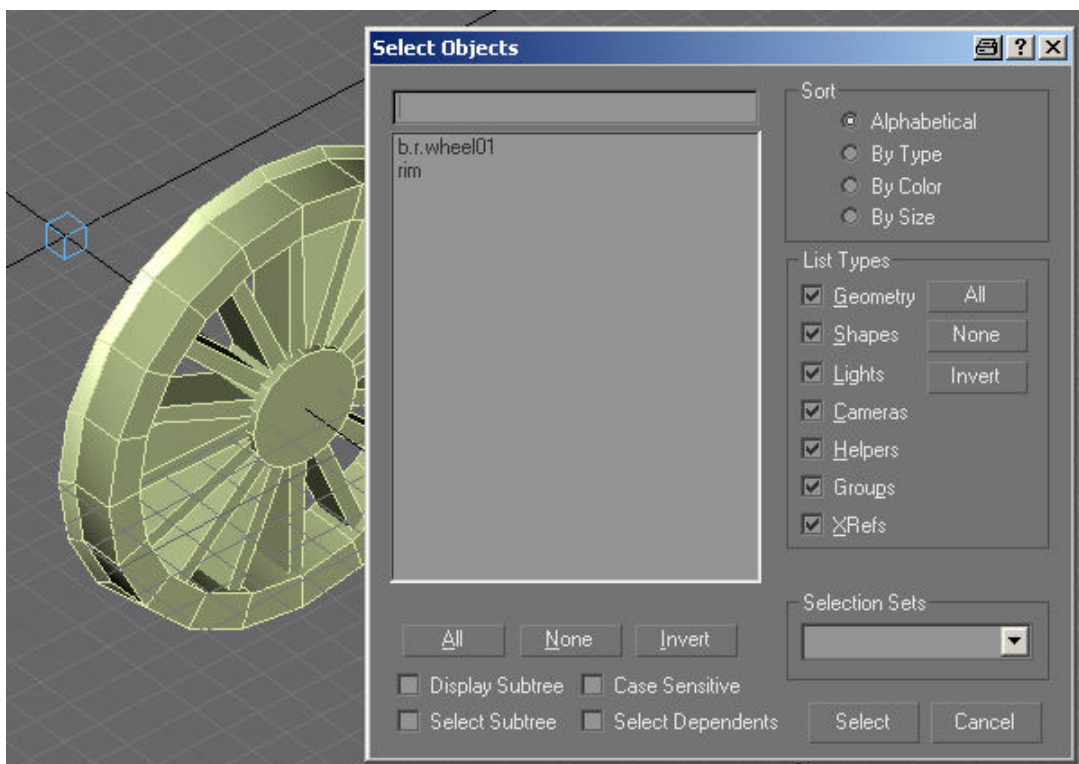 Select Objects
b.r.wheel01
rim
Sort
Alphabetical
By Type
By Color
By Size
List Types
Geometry All
Shapes None
Lights Invert
Cameras
Helpers
Groups
XRefs
Selection Sets
All None Invert
Display Subtree Case Sensitive
Select Subtree Select Dependents Select Cancel